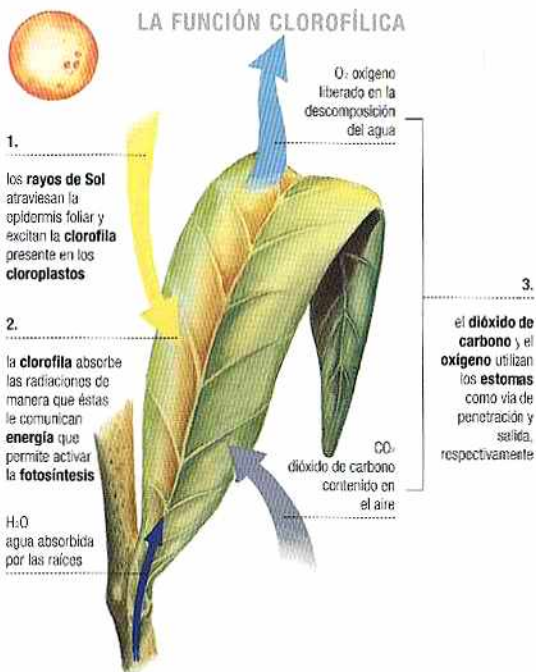 LA FUNCIÓN CLOROFÍLICA
O₂ oxígeno
liberado en la
descomposición
del agua
1.
los rayos de Sol
atraviesan la
epidermis foliar y
excitan la clorofila
presente en los
cloroplastos
2.
la clorofila absorbe
las radiaciones de
manera que éstas
le comunican
energía que
permite activar
la fotosíntesis
H₂O
agua absorbida
por las raíces
CO₂
dióxido de carbono
contenido en
el aire
3.
el dióxido de
carbono y el
oxígeno utilizan
los estomas
como vía de
penetración y
salida,
respectivamente